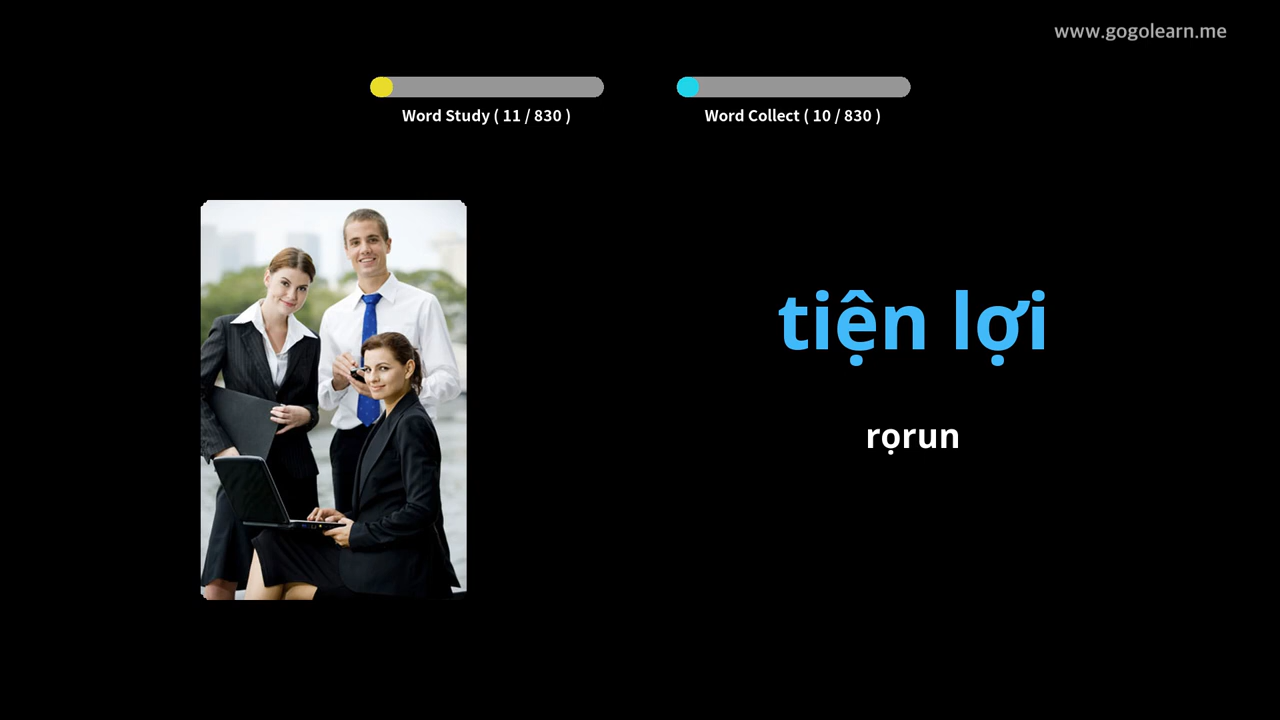 www.gogolearn.me
Word Study ( 11 / 830 )
Word Collect ( 10 / 830 )
tiện lợi
rọrun